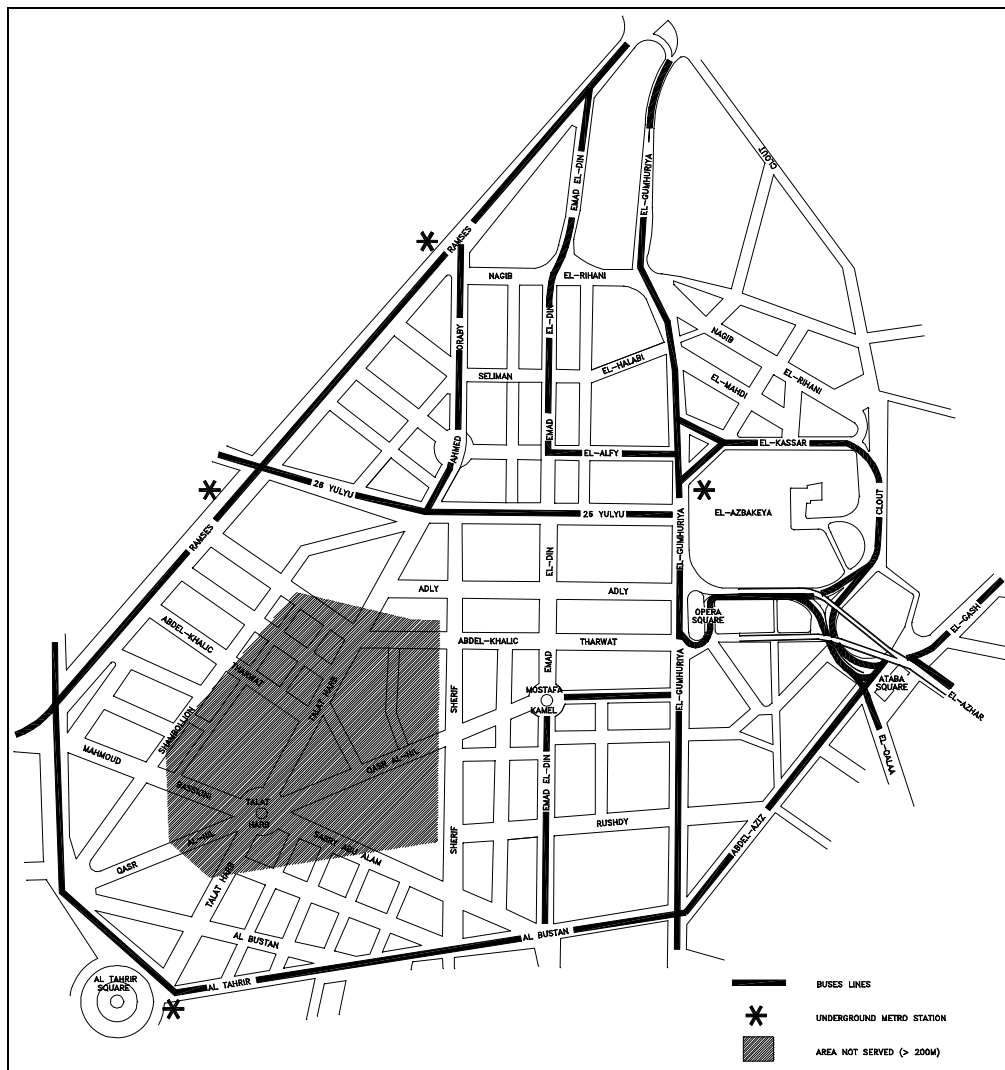 CLOUT
EMAD EL-DIN
EL-GUMHURIYA
RAMSES
NAGIB
EL-RIHANI
ORABY
EL-DIN
NAGIB
EL-HALABI
SELIMAN
EL-MAHDI
EL-RIHANI
EMAD
AHMED
EL-ALFY
EL-KASSAR
26 YULYU
26 YULYU
EL-AZBAKEYA
CLOUT
RAMSES
EL-GUMHURIYA
EL-DIN
ADLY
ADLY
OPERA
SQUARE
EL-GASH
ABDEL-KHALIC
ABDEL-KHALIC
THARWAT
THARWAT
EMAD
TALAT HARB
SHERIF
MOSTAFA
KAMEL
EL-GUMHURIYA
ATABA
SQUARE
EL-AZHAR
SHAMBOLLION
MAHMOUD
BASSIONI
QASR AL-NIL
EL-QALAA
EMAD EL-DIN
TALAT
HARB
RUSHDY
ABDEL-AZIZ
SHERIF
SABRY ABU ALAM
AL-NIL
QASR
TALAT HARB
AL BUSTAN
AL BUSTAN
AL TAHRIR
SQUARE
AL TAHRIR
BUSES LINES
UNDERGROUND METRO STATION
AREA NOT SERVED (> 200M)